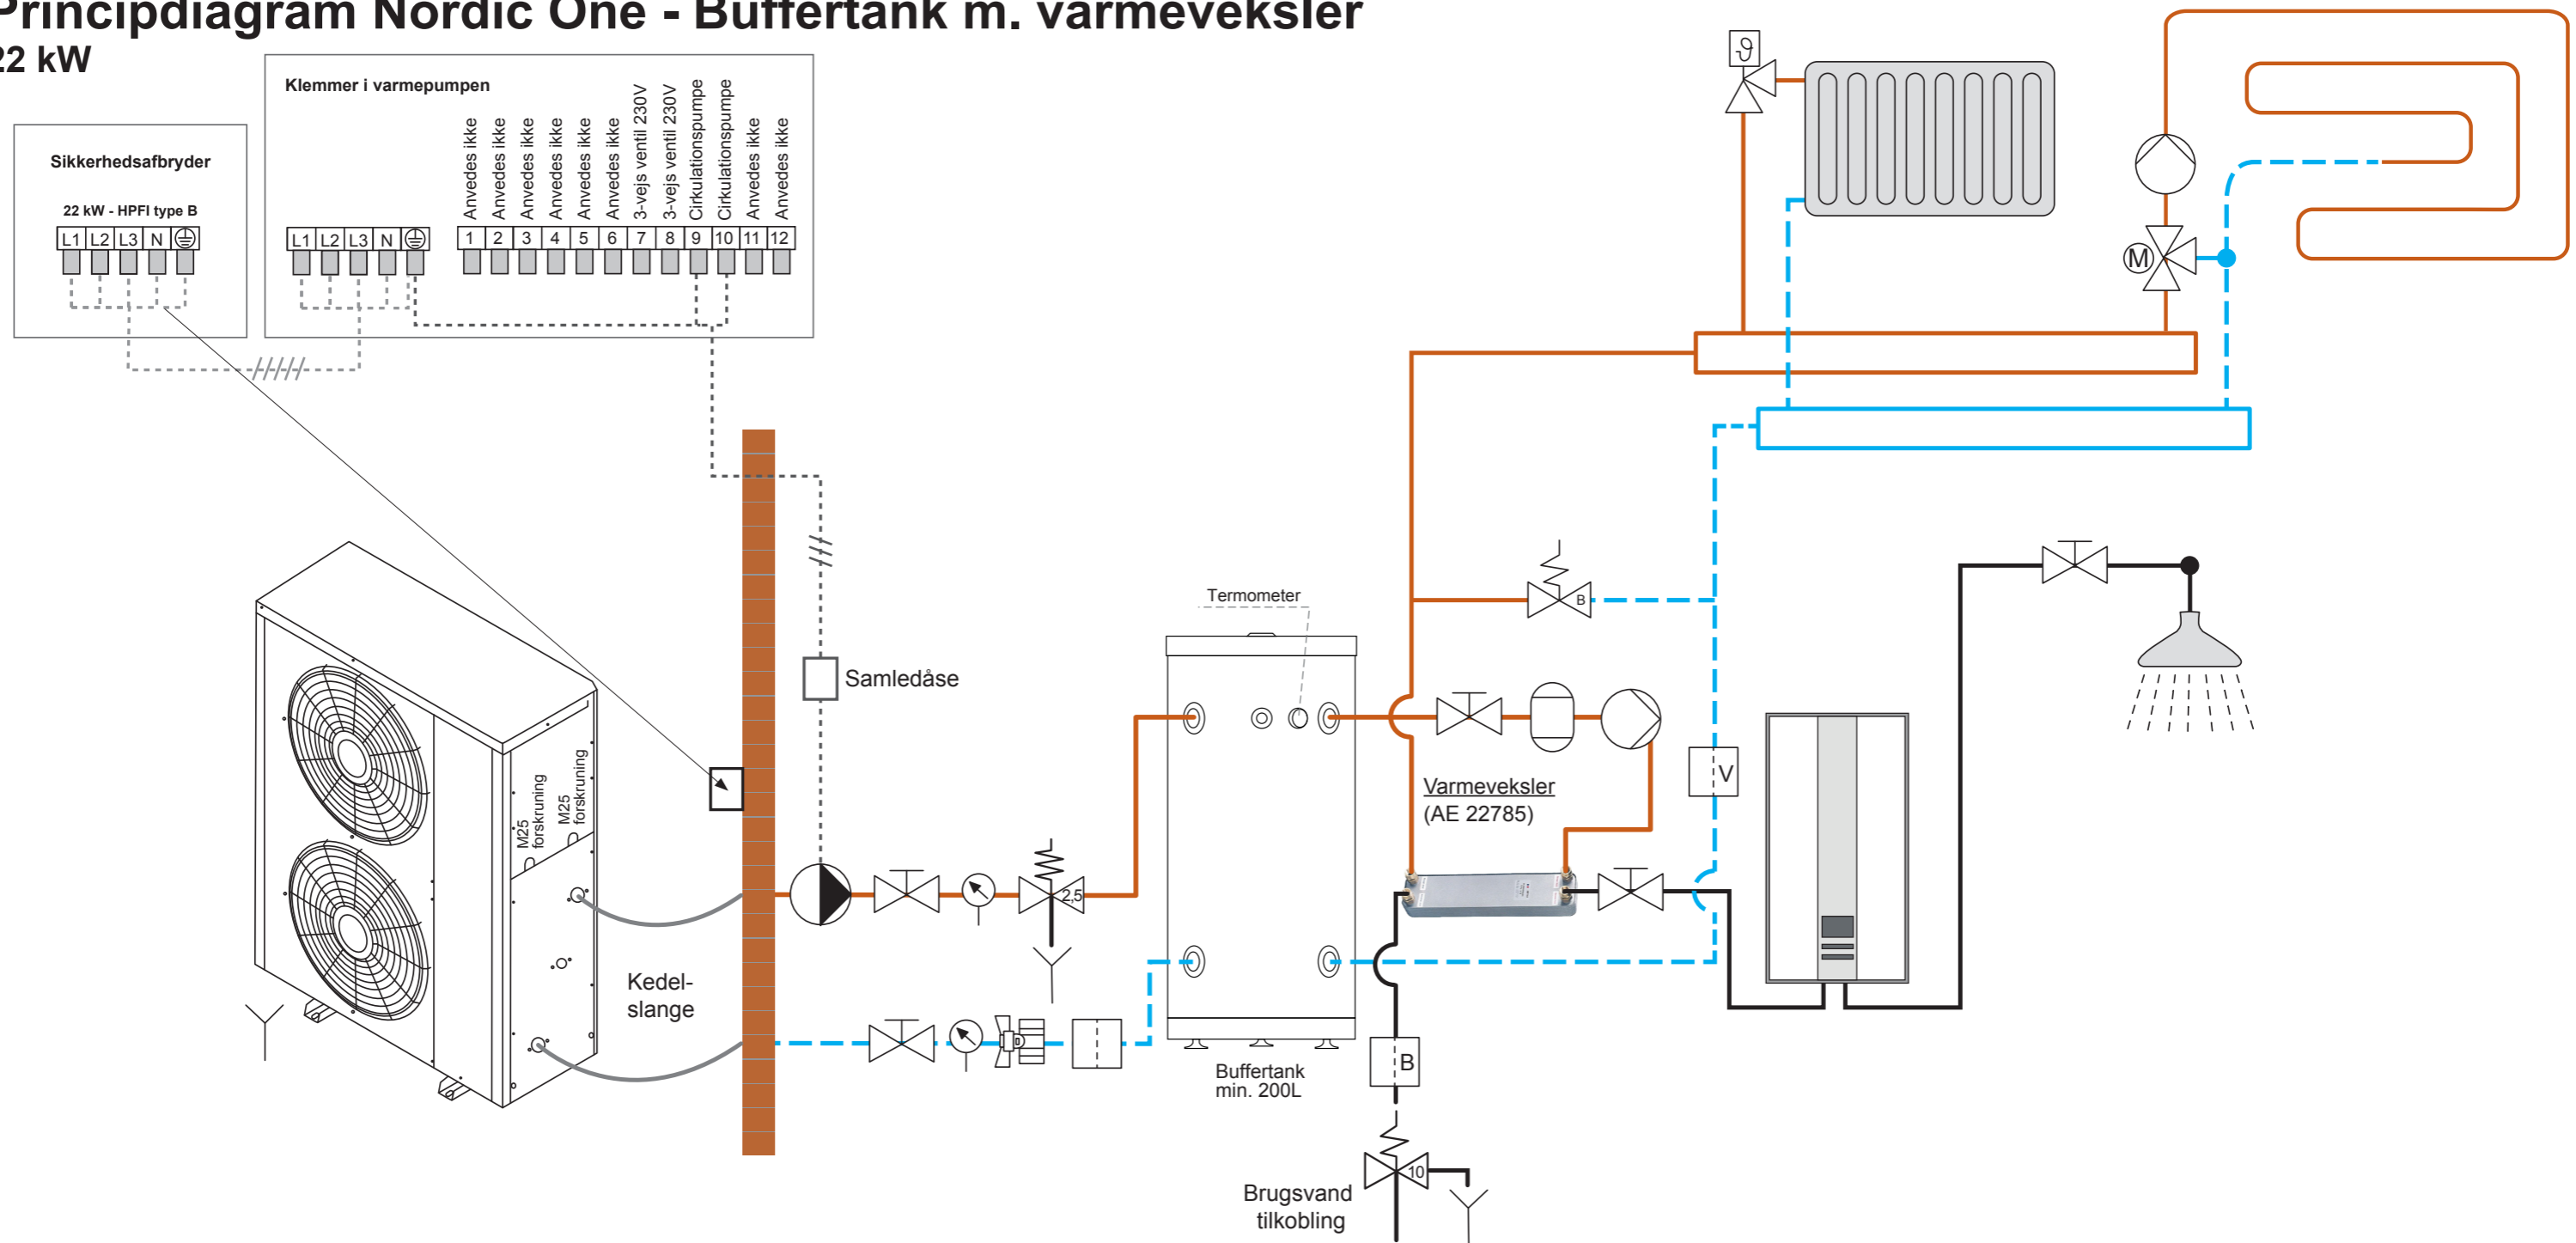 Principdiagram Nordic One - Buffertank m. varmeveksler
22 kW
Sikkerhedsafbryder
22 kW - HPFI type B
L1 L2 L3 N
Klemmer i varmepumpen
L1 L2 L3 N
Anvedes ikke
Anvedes ikke
Anvedes ikke
Anvedes ikke
Anvedes ikke
Anvedes ikke
3-vejs ventil 230V
3-vejs ventil 230V
Cirkulationspumpe
Cirkulationspumpe
Anvedes ikke
Anvedes ikke
1 2 3 4 5 6 7 8 9 10 11 12
ϑ
M
B
Termometer
Samledåse
V
Varmeveksler
(AE 22785)
M25
forskruning
M25
forskruning
2,5
Kedel-
slange
Buffertank
min. 200L
B
10
Brugsvand
tilkobling